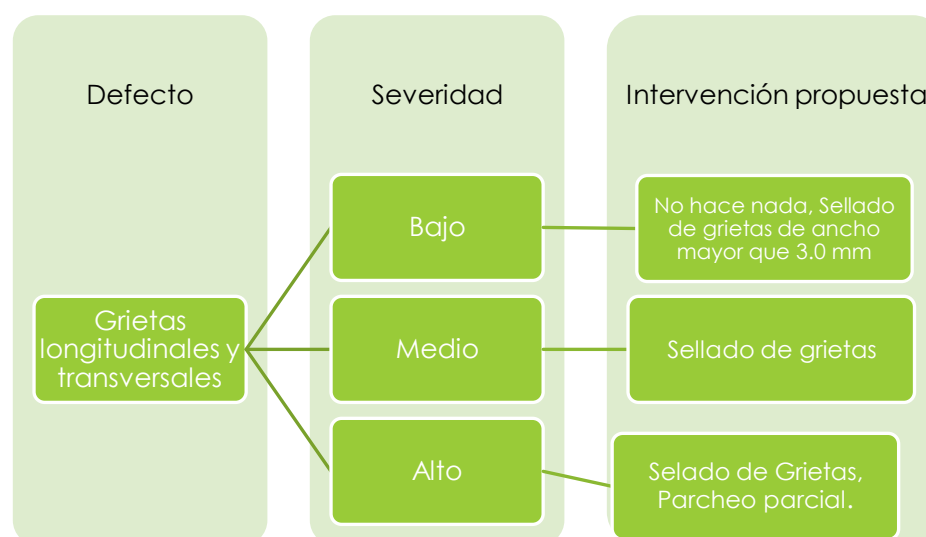 Defecto
Severidad
Intervención propuesta
Bajo
No hace nada, Sellado
de grietas de ancho
mayor que 3.0 mm
Grietas
longitudinales y
transversales
Medio
Sellado de grietas
Alto
Selado de Grietas,
Parcheo parcial.